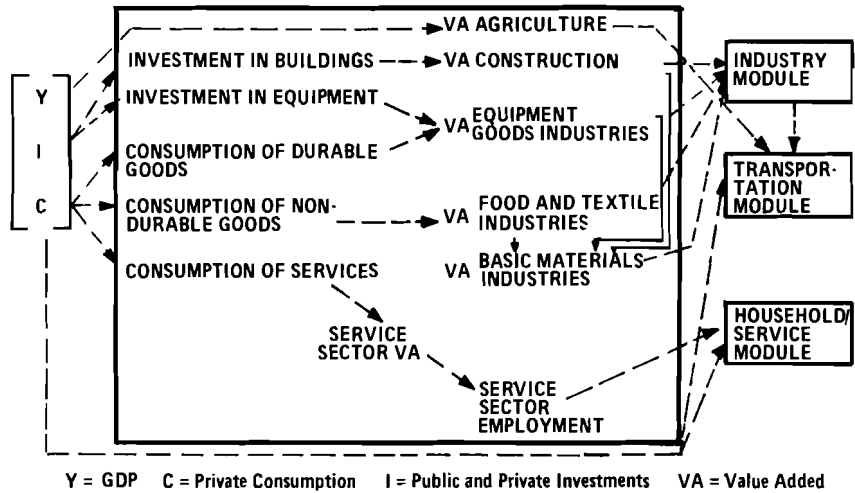 Y
I
C
VA AGRICULTURE
INVESTMENT IN BUILDINGS
VA CONSTRUCTION
INVESTMENT IN EQUIPMENT
VA EQUIPMENT
GOODS INDUSTRIES
CONSUMPTION OF DURABLE
GOODS
CONSUMPTION OF NON-
DURABLE GOODS
VA FOOD AND TEXTILE
INDUSTRIES
CONSUMPTION OF SERVICES
VA BASIC MATERIALS
INDUSTRIES
SERVICE
SECTOR VA
SERVICE
SECTOR
EMPLOYMENT
INDUSTRY
MODULE
TRANSPOR-
TATION
MODULE
HOUSEHOLD/
SERVICE
MODULE
Y = GDP C = Private Consumption I = Public and Private Investments VA = Value Added